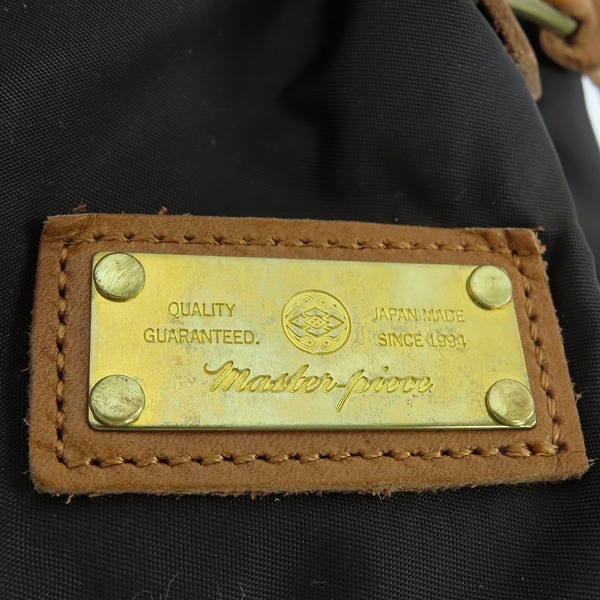 QUALITY
GUARANTEED.
JAPAN MADE
SINCE 1994
Master-piece